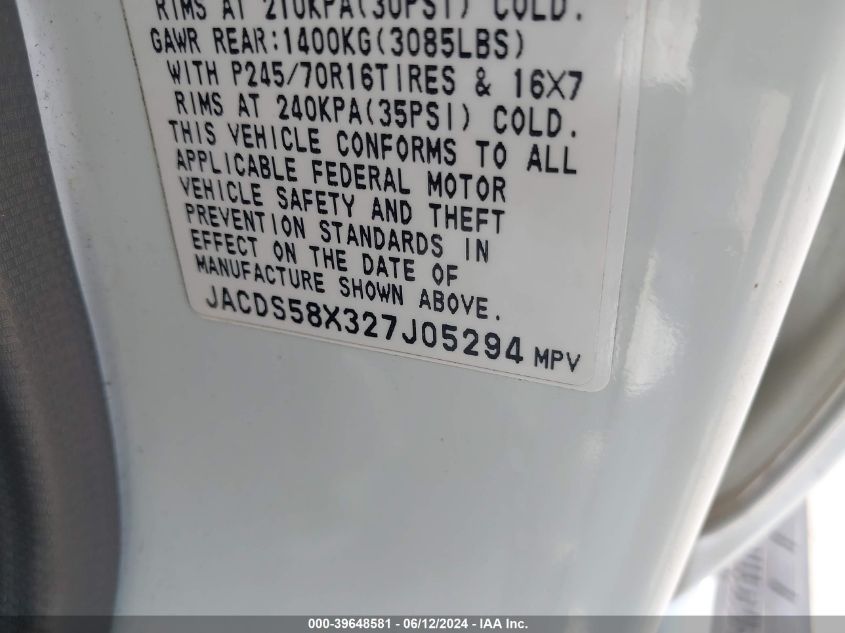 RIMS AT 210KPA(30PSI) COLD.
GAWR REAR:1400KG(3085LBS)
WITH P245/70R16TIRES & 16X7
RIMS AT 240KPA(35PSI) COLD.
THIS VEHICLE CONFORMS TO ALL
APPLICABLE FEDERAL MOTOR
VEHICLE SAFETY AND THEFT
PREVENTION STANDARDS IN
EFFECT ON THE DATE OF
MANUFACTURE SHOWN ABOVE.
JACDS58X327J05294 MPV
000-39648581 - 06/12/2024 - IAA Inc.